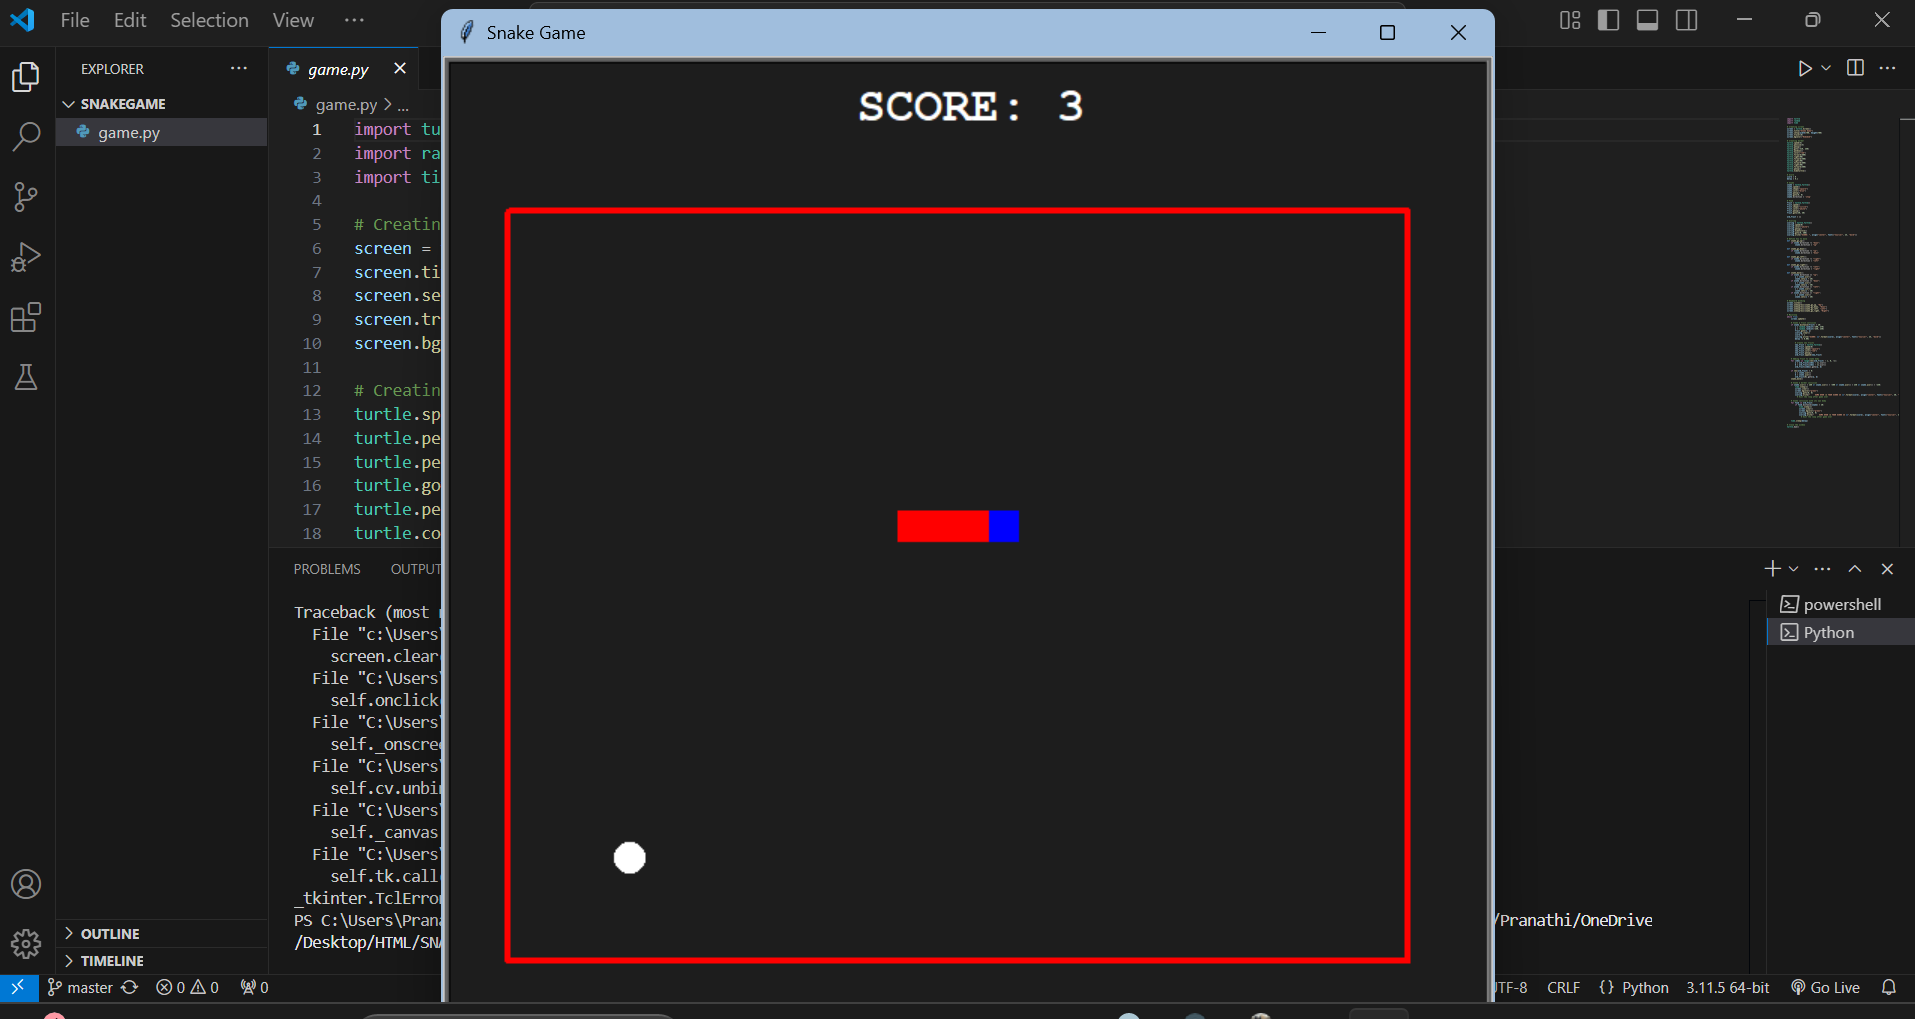 File Edit Selection View ...
Snake Game
EXPLORER ...
SNAKEGAME
game.py
game.py
game.py > ...
1 import tu
2 import ra
3 import ti
4
5 # Creatin
6 screen =
7 screen.ti
8 screen.se
9 screen.tr
10 screen.bg
11
12 # Creatin
13 turtle.sp
14 turtle.pe
15 turtle.pe
16 turtle.go
17 turtle.pe
18 turtle.co
SCORE: 3
PROBLEMS OUTPUT
Traceback (most
File "c:\Users\
screen.clear
File "C:\Users\
self.onclick
File "C:\Users\
self._onscree
File "C:\Users\
self.cv.unbin
File "C:\Users\
self._canvas
File "C:\Users\
self.tk.call
_tkinter.TclError
PS C:\Users\Prana
/Pranathi/OneDrive
/Desktop/HTML/SNA
powershell
Python
OUTLINE
TIMELINE
master 0 0 0
UTF-8 CRLF {} Python 3.11.5 64-bit Go Live